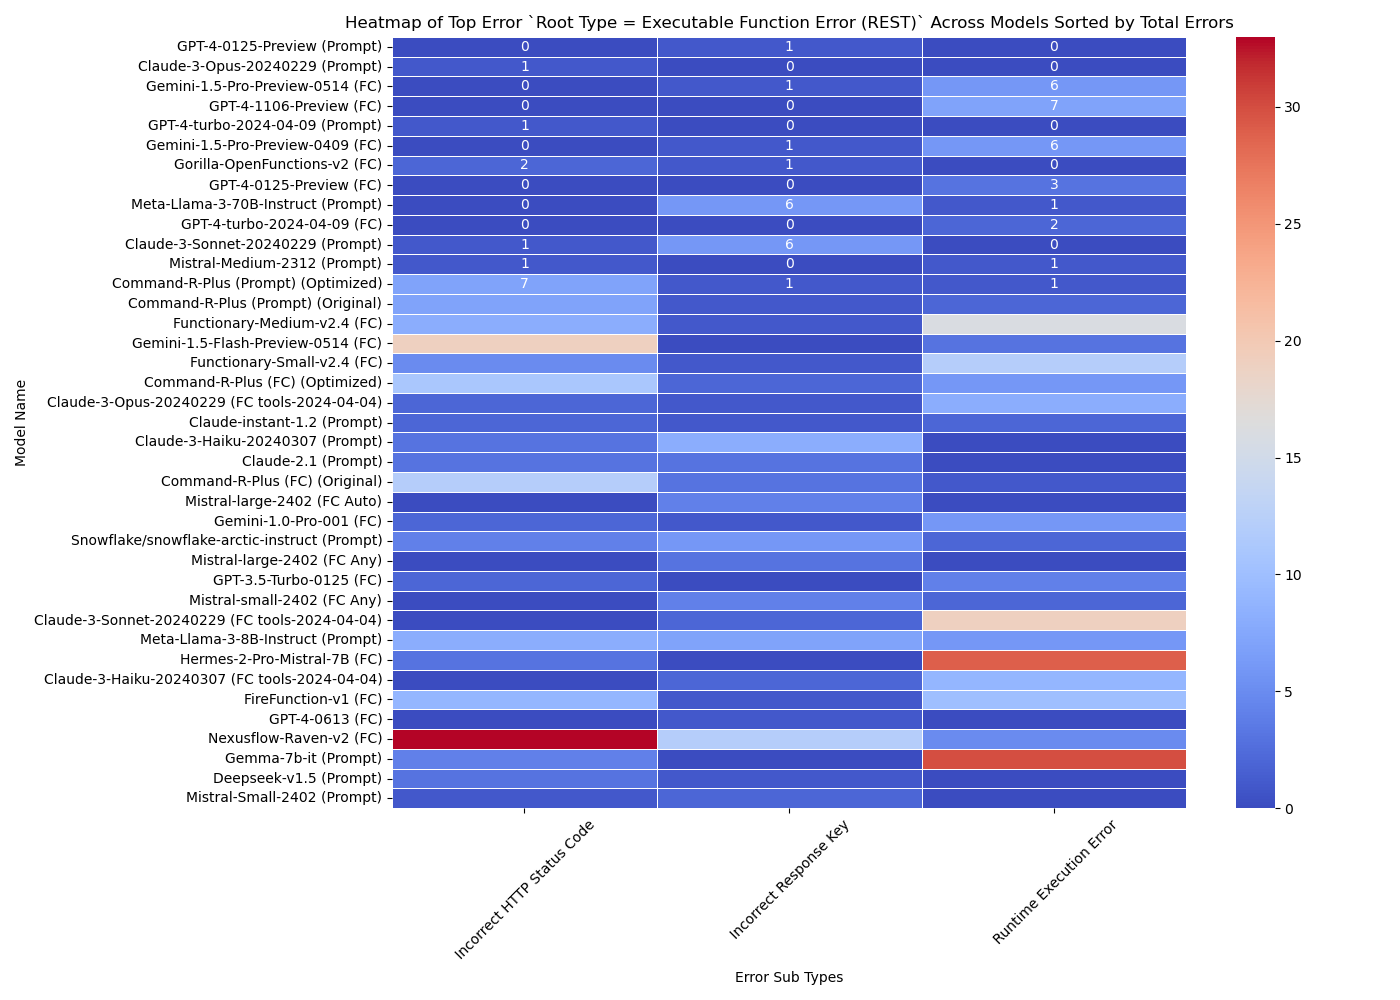 Heatmap of Top Error `Root Type = Executable Function Error (REST)` Across Models Sorted by Total Errors
GPT-4-0125-Preview (Prompt) 0 1 0
Claude-3-Opus-20240229 (Prompt) 1 0 0
Gemini-1.5-Pro-Preview-0514 (FC) 0 1 6
GPT-4-1106-Preview (FC) 0 0 7
GPT-4-turbo-2024-04-09 (Prompt) 1 0 0
Gemini-1.5-Pro-Preview-0409 (FC) 0 1 6
Gorilla-OpenFunctions-v2 (FC) 2 1 0
GPT-4-0125-Preview (FC) 0 0 3
Meta-Llama-3-70B-Instruct (Prompt) 0 6 1
GPT-4-turbo-2024-04-09 (FC) 0 0 2
Claude-3-Sonnet-20240229 (Prompt) 1 6 0
Mistral-Medium-2312 (Prompt) 1 0 1
Command-R-Plus (Prompt) (Optimized) 7 1 1
Command-R-Plus (Prompt) (Original)
Functionary-Medium-v2.4 (FC)
Gemini-1.5-Flash-Preview-0514 (FC)
Functionary-Small-v2.4 (FC)
Command-R-Plus (FC) (Optimized)
Claude-3-Opus-20240229 (FC tools-2024-04-04)
Claude-instant-1.2 (Prompt)
Claude-3-Haiku-20240307 (Prompt)
Claude-2.1 (Prompt)
Command-R-Plus (FC) (Original)
Mistral-large-2402 (FC Auto)
Gemini-1.0-Pro-001 (FC)
Snowflake/snowflake-arctic-instruct (Prompt)
Mistral-large-2402 (FC Any)
GPT-3.5-Turbo-0125 (FC)
Mistral-small-2402 (FC Any)
Claude-3-Sonnet-20240229 (FC tools-2024-04-04)
Meta-Llama-3-8B-Instruct (Prompt)
Hermes-2-Pro-Mistral-7B (FC)
Claude-3-Haiku-20240307 (FC tools-2024-04-04)
FireFunction-v1 (FC)
GPT-4-0613 (FC)
Nexusflow-Raven-v2 (FC)
Gemma-7b-it (Prompt)
Deepseek-v1.5 (Prompt)
Mistral-Small-2402 (Prompt)
Model Name
Incorrect HTTP Status Code
Incorrect Response Key
Runtime Execution Error
Error Sub Types
30
25
20
15
10
5
0